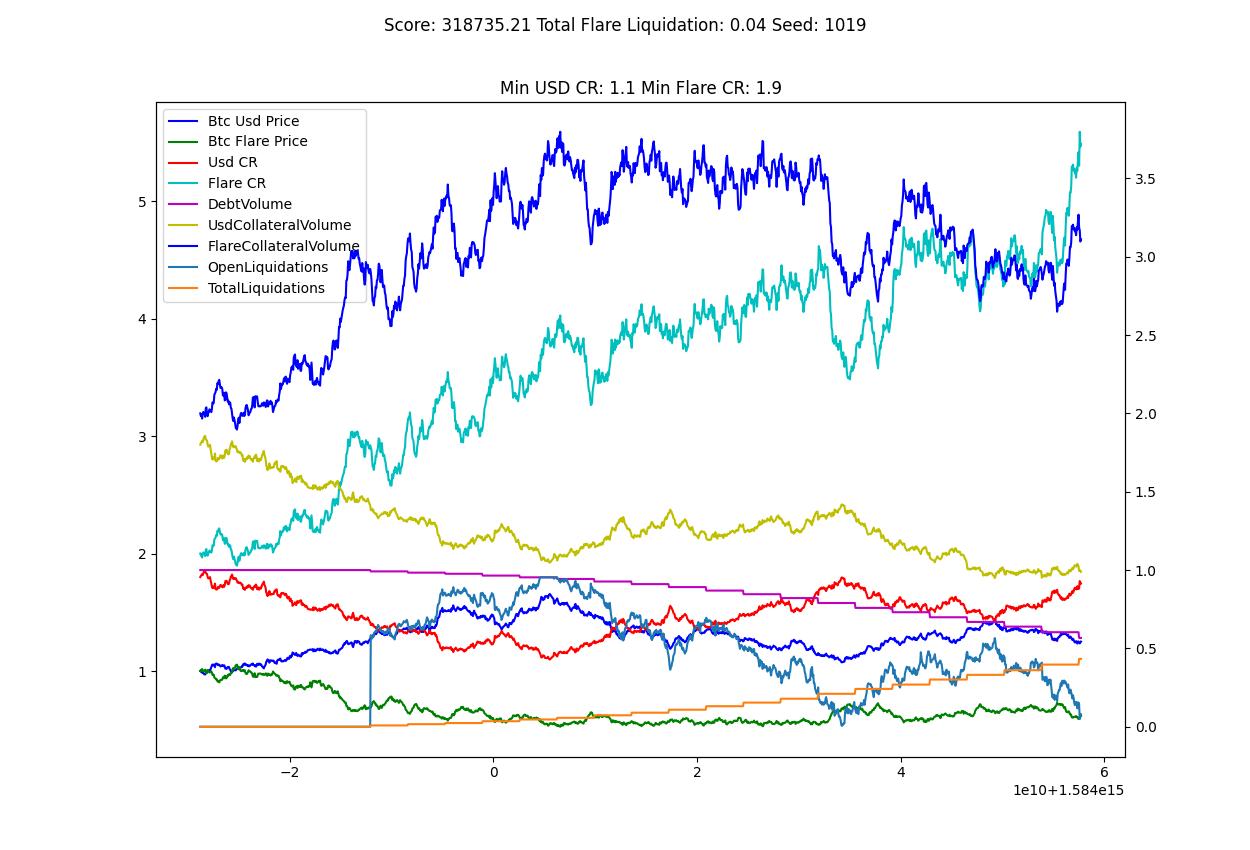 Score: 318735.21 Total Flare Liquidation: 0.04 Seed: 1019
Min USD CR: 1.1 Min Flare CR: 1.9
Btc Usd Price
Btc Flare Price
Usd CR
Flare CR
DebtVolume
UsdCollateralVolume
FlareCollateralVolume
OpenLiquidations
TotalLiquidations
5
4
3
2
1
3.5
3.0
2.5
2.0
1.5
1.0
0.5
0.0
−2
0
2
4
6
1e10+1.584e15